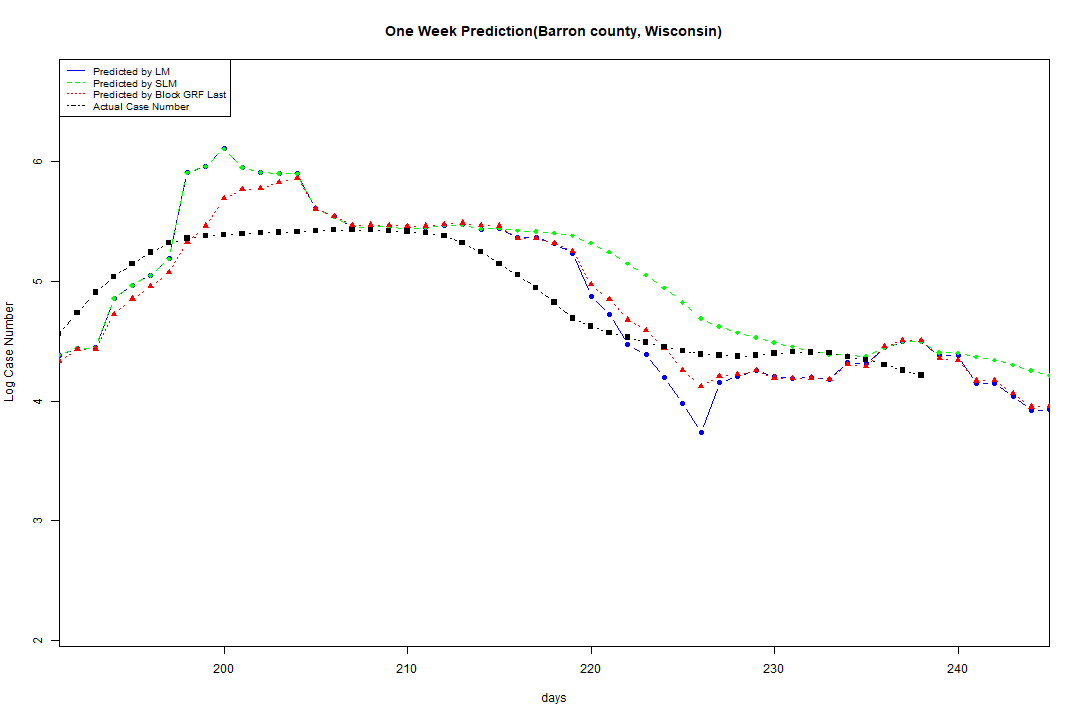 One Week Prediction(Barron county, Wisconsin)
Predicted by LM
Predicted by SLM
Predicted by Block GRF Last
Actual Case Number
6
5
4
3
2
Log Case Number
200 210 220 230 240
days